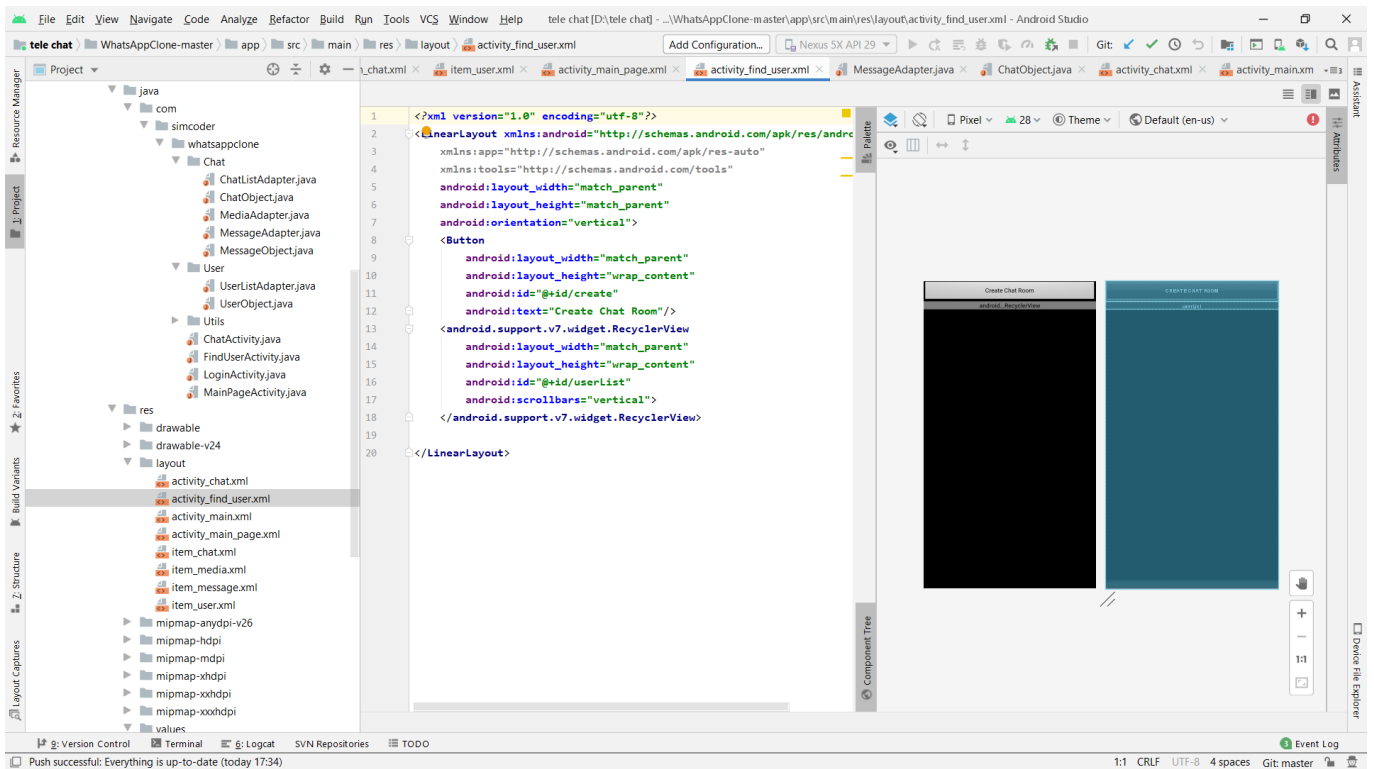 File Edit View Navigate Code Analyze Refactor Build Run Tools VCS Window Help tele chat [D:\tele chat] - ...\WhatsAppClone-master\app\src\main\res\layout\activity_find_user.xml - Android Studio
tele chat WhatsAppClone-master app src main res layout activity_find_user.xml Add Configuration... Nexus 5X API 29 Git:
Project _chat.xml item_user.xml activity_main_page.xml activity_find_user.xml MessageAdapter.java ChatObject.java activity_chat.xml activity_main.xm
Resource Manager
1: Project
2: Favorites
Build Variants
7: Structure
Layout Captures
java
com
simcoder
whatsappclone
Chat
ChatListAdapter.java
ChatObject.java
MediaAdapter.java
MessageAdapter.java
MessageObject.java
User
UserListAdapter.java
UserObject.java
Utils
ChatActivity.java
FindUserActivity.java
LoginActivity.java
MainPageActivity.java
res
drawable
drawable-v24
layout
activity_chat.xml
activity_find_user.xml
activity_main.xml
activity_main_page.xml
item_chat.xml
item_media.xml
item_message.xml
item_user.xml
mipmap-anydpi-v26
mipmap-hdpi
mipmap-mdpi
mipmap-xhdpi
mipmap-xxhdpi
mipmap-xxxhdpi
values
1 <?xml version="1.0" encoding="utf-8"?>
2 <LinearLayout xmlns:android="http://schemas.android.com/apk/res/andro
3 xmlns:app="http://schemas.android.com/apk/res-auto"
4 xmlns:tools="http://schemas.android.com/tools"
5 android:layout_width="match_parent"
6 android:layout_height="match_parent"
7 android:orientation="vertical">
8 <Button
9 android:layout_width="match_parent"
10 android:layout_height="wrap_content"
11 android:id="@+id/create"
12 android:text="Create Chat Room"/>
13 <android.support.v7.widget.RecyclerView
14 android:layout_width="match_parent"
15 android:layout_height="wrap_content"
16 android:id="@+id/userList"
17 android:scrollbars="vertical">
18 </android.support.v7.widget.RecyclerView>
19
20 </LinearLayout>
Palette
Component Tree
Pixel 28 Theme Default (en-us)
Create Chat Room
android...RecyclerView
CREATE CHAT ROOM
1:1
Assistant
Attributes
Device File Explorer
9: Version Control Terminal 6: Logcat SVN Repositories TODO 3 Event Log
Push successful: Everything is up-to-date (today 17:34) 1:1 CRLF UTF-8 4 spaces Git: master